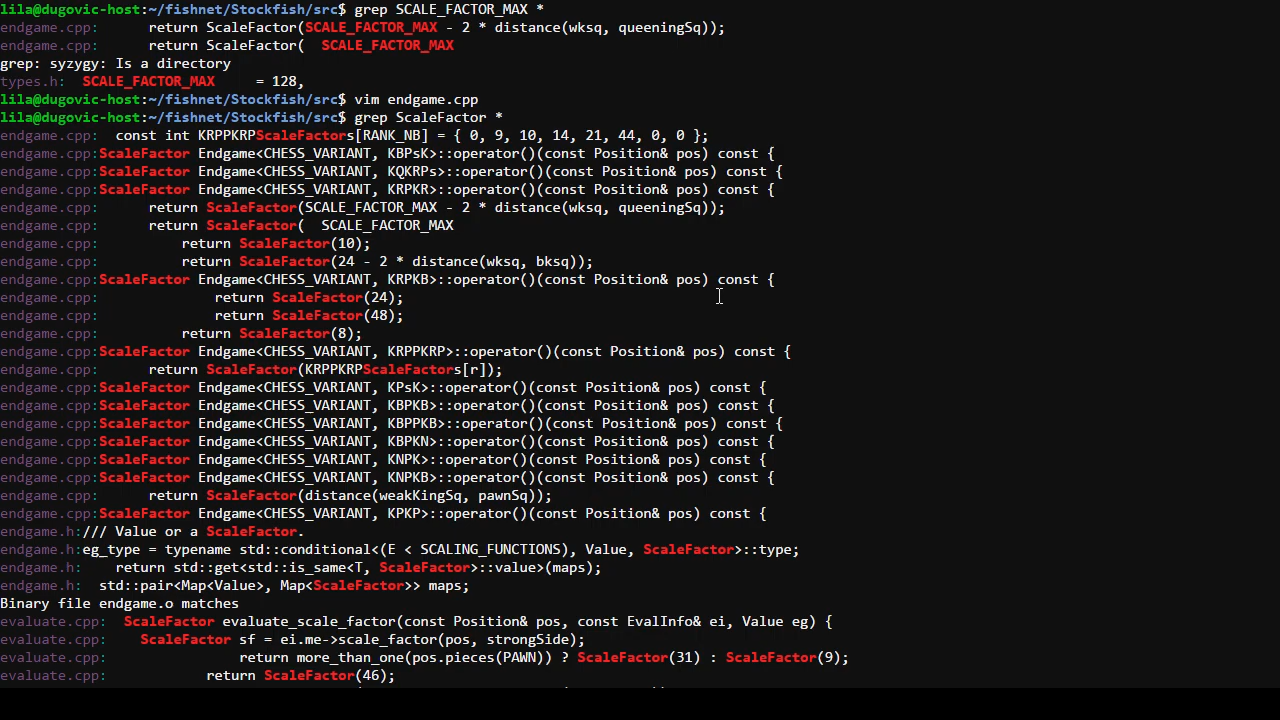 lila@dugovic-host:~/fishnet/Stockfish/src$ grep SCALE_FACTOR_MAX *
endgame.cpp:      return ScaleFactor(SCALE_FACTOR_MAX - 2 * distance(wksq, queeningSq));
endgame.cpp:      return ScaleFactor(  SCALE_FACTOR_MAX
grep: syzygy: Is a directory
types.h:  SCALE_FACTOR_MAX     = 128,
lila@dugovic-host:~/fishnet/Stockfish/src$ vim endgame.cpp
lila@dugovic-host:~/fishnet/Stockfish/src$ grep ScaleFactor *
endgame.cpp:  const int KRPPKRPScaleFactors[RANK_NB] = { 0, 9, 10, 14, 21, 44, 0, 0 };
endgame.cpp:ScaleFactor Endgame<CHESS_VARIANT, KBPsK>::operator()(const Position& pos) const {
endgame.cpp:ScaleFactor Endgame<CHESS_VARIANT, KQKRPs>::operator()(const Position& pos) const {
endgame.cpp:ScaleFactor Endgame<CHESS_VARIANT, KRPKR>::operator()(const Position& pos) const {
endgame.cpp:      return ScaleFactor(SCALE_FACTOR_MAX - 2 * distance(wksq, queeningSq));
endgame.cpp:      return ScaleFactor(  SCALE_FACTOR_MAX
endgame.cpp:          return ScaleFactor(10);
endgame.cpp:          return ScaleFactor(24 - 2 * distance(wksq, bksq));
endgame.cpp:ScaleFactor Endgame<CHESS_VARIANT, KRPKB>::operator()(const Position& pos) const {
endgame.cpp:              return ScaleFactor(24);
endgame.cpp:              return ScaleFactor(48);
endgame.cpp:          return ScaleFactor(8);
endgame.cpp:ScaleFactor Endgame<CHESS_VARIANT, KRPPKRP>::operator()(const Position& pos) const {
endgame.cpp:      return ScaleFactor(KRPPKRPScaleFactors[r]);
endgame.cpp:ScaleFactor Endgame<CHESS_VARIANT, KPsK>::operator()(const Position& pos) const {
endgame.cpp:ScaleFactor Endgame<CHESS_VARIANT, KBPKB>::operator()(const Position& pos) const {
endgame.cpp:ScaleFactor Endgame<CHESS_VARIANT, KBPPKB>::operator()(const Position& pos) const {
endgame.cpp:ScaleFactor Endgame<CHESS_VARIANT, KBPKN>::operator()(const Position& pos) const {
endgame.cpp:ScaleFactor Endgame<CHESS_VARIANT, KNPK>::operator()(const Position& pos) const {
endgame.cpp:ScaleFactor Endgame<CHESS_VARIANT, KNPKB>::operator()(const Position& pos) const {
endgame.cpp:      return ScaleFactor(distance(weakKingSq, pawnSq));
endgame.cpp:ScaleFactor Endgame<CHESS_VARIANT, KPKP>::operator()(const Position& pos) const {
endgame.h:/// Value or a ScaleFactor.
endgame.h:eg_type = typename std::conditional<(E < SCALING_FUNCTIONS), Value, ScaleFactor>::type;
endgame.h:    return std::get<std::is_same<T, ScaleFactor>::value>(maps);
endgame.h:  std::pair<Map<Value>, Map<ScaleFactor>> maps;
Binary file endgame.o matches
evaluate.cpp:  ScaleFactor evaluate_scale_factor(const Position& pos, const EvalInfo& ei, Value eg) {
evaluate.cpp:    ScaleFactor sf = ei.me->scale_factor(pos, strongSide);
evaluate.cpp:                return more_than_one(pos.pieces(PAWN)) ? ScaleFactor(31) : ScaleFactor(9);
evaluate.cpp:            return ScaleFactor(46);